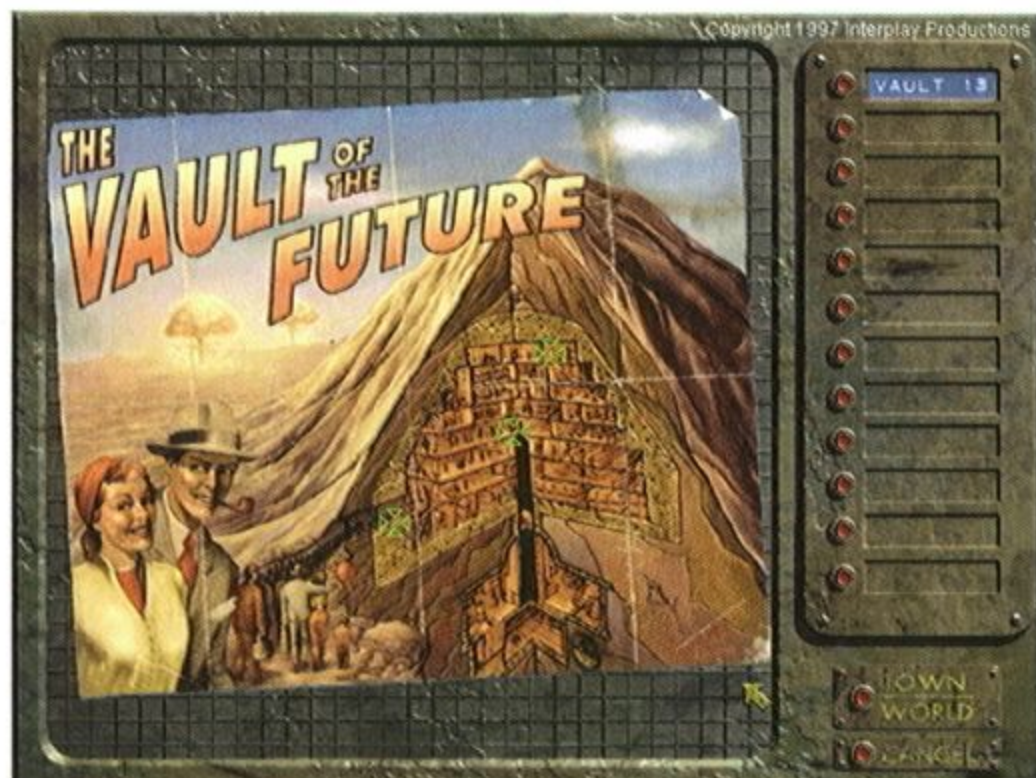 Copyright 1997 Interplay Productions
VAULT 13
THE
VAULT OF THE
FUTURE
TOWN
WORLD
CANCEL